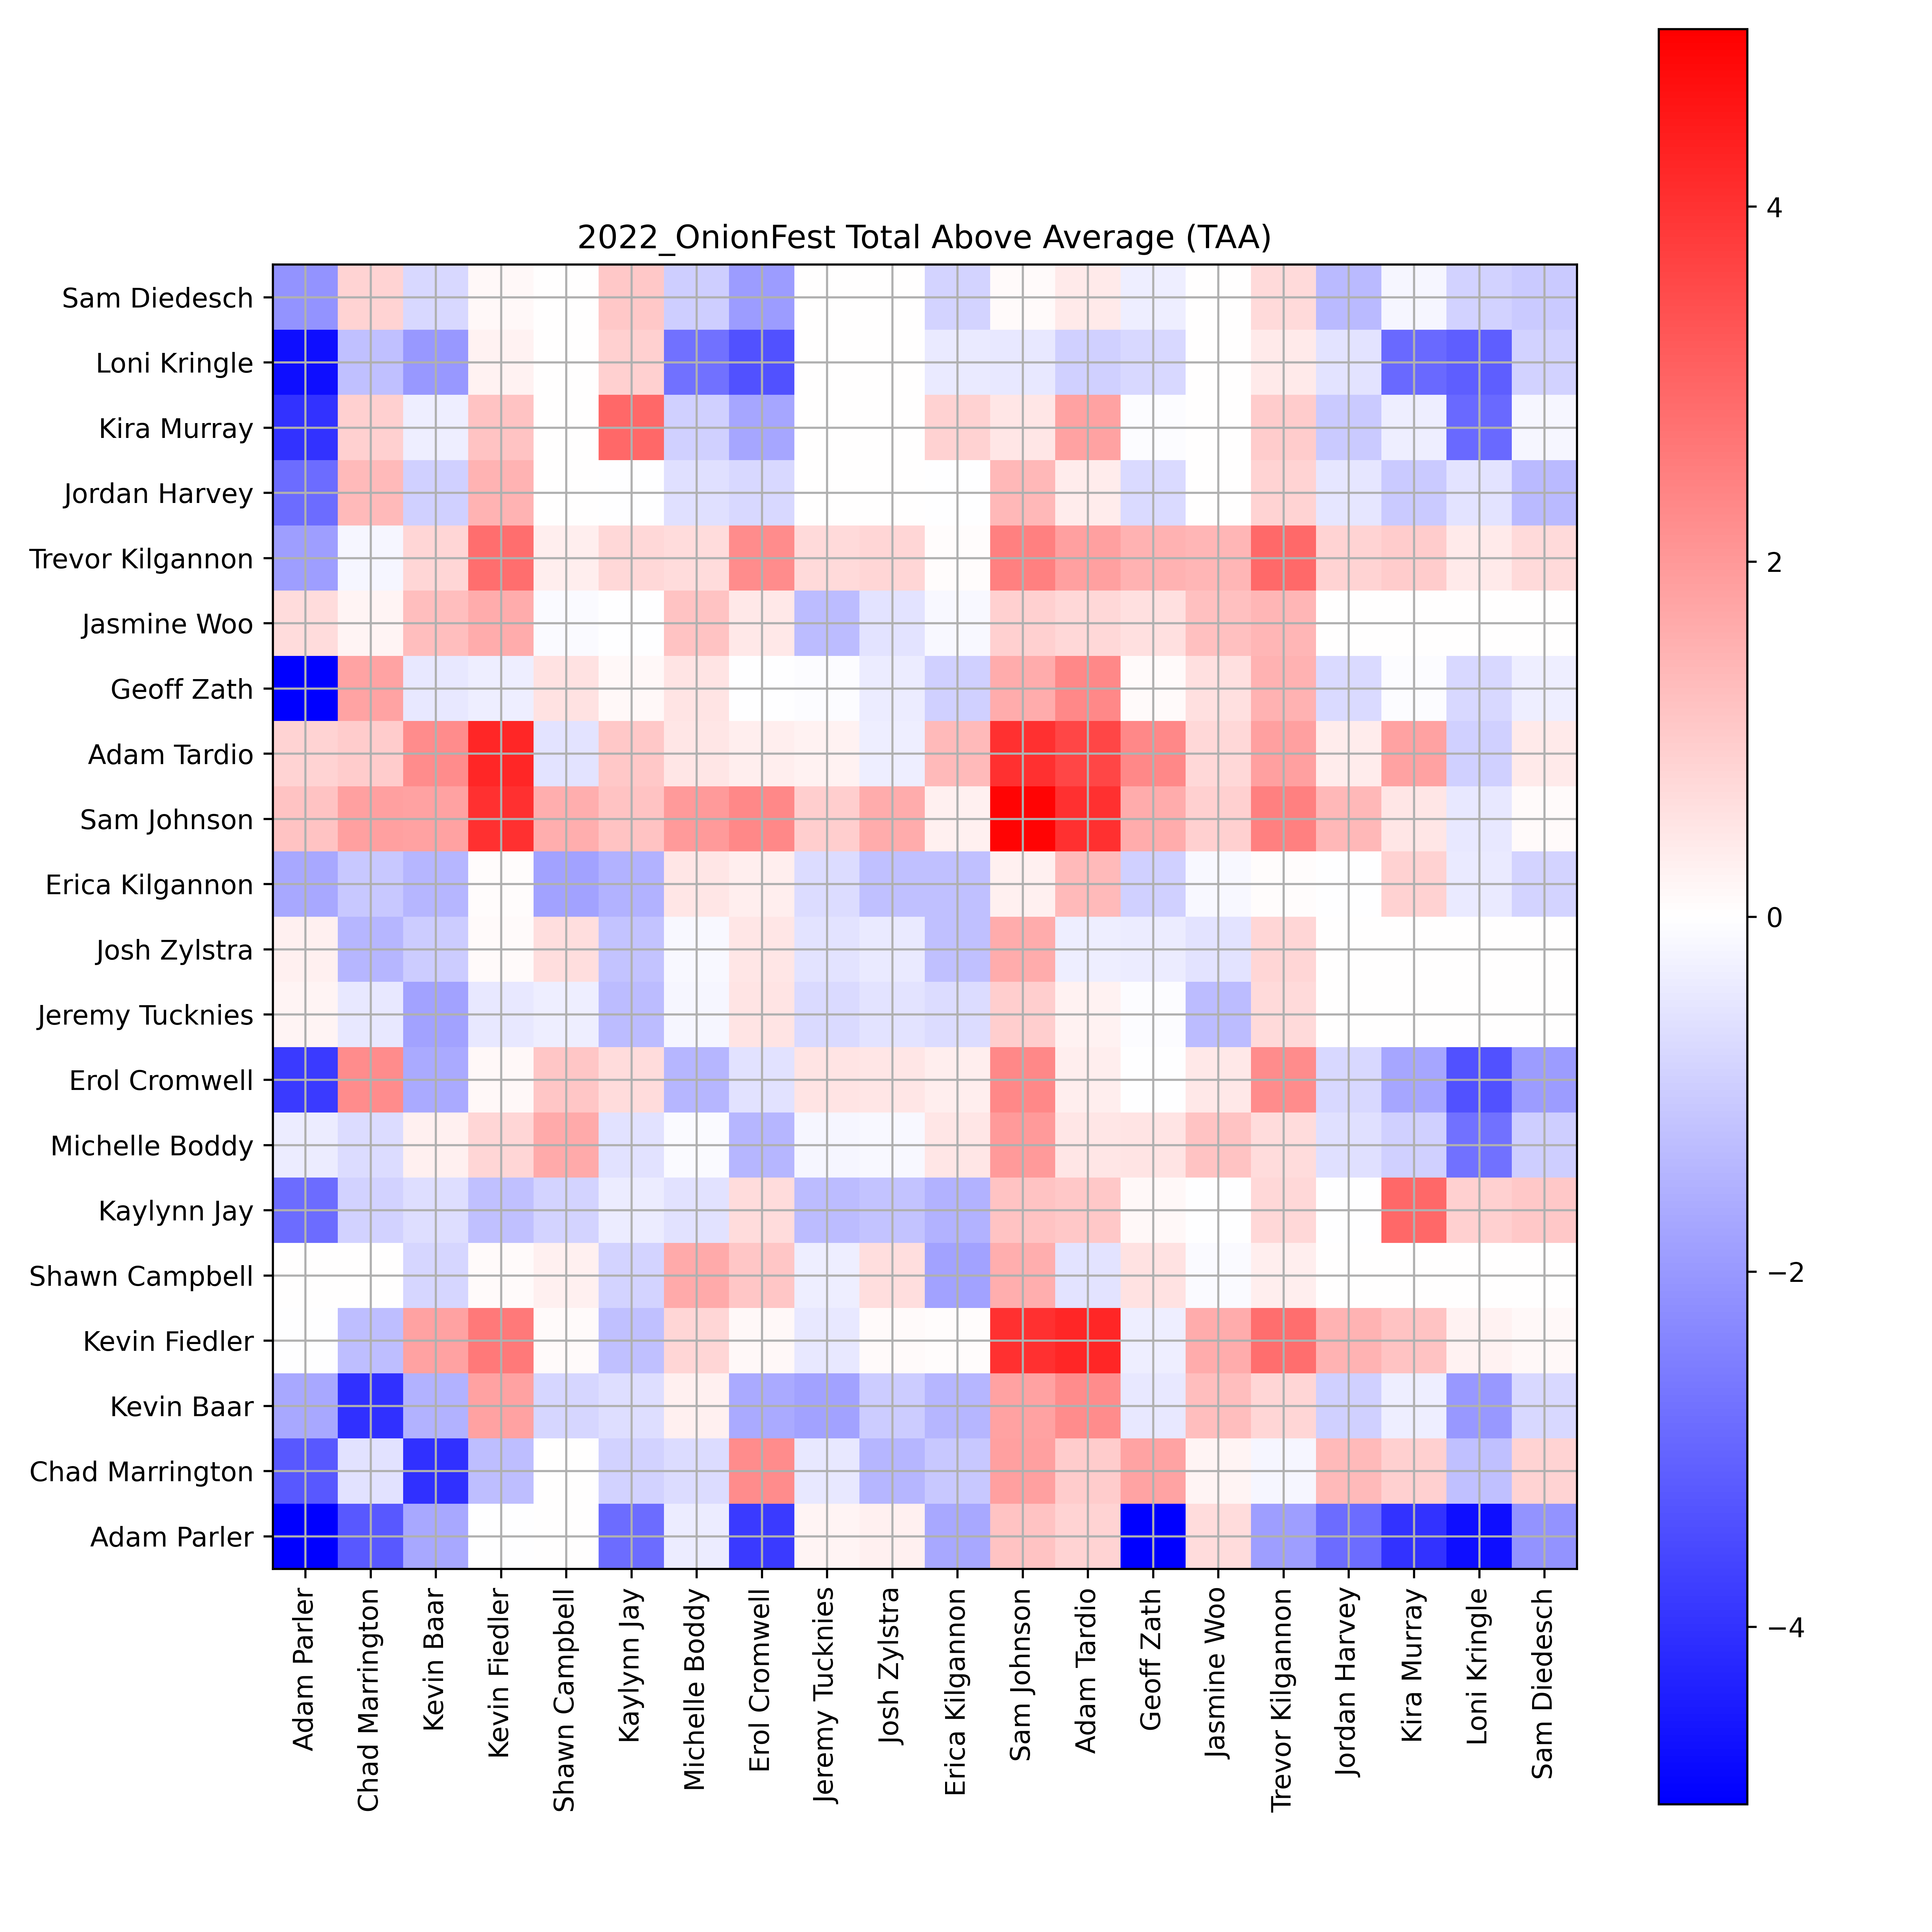 2022_OnionFest Total Above Average (TAA)
Sam Diedesch
Loni Kringle
Kira Murray
Jordan Harvey
Trevor Kilgannon
Jasmine Woo
Geoff Zath
Adam Tardio
Sam Johnson
Erica Kilgannon
Josh Zylstra
Jeremy Tucknies
Erol Cromwell
Michelle Boddy
Kaylynn Jay
Shawn Campbell
Kevin Fiedler
Kevin Baar
Chad Marrington
Adam Parler
Adam Parler
Chad Marrington
Kevin Baar
Kevin Fiedler
Shawn Campbell
Kaylynn Jay
Michelle Boddy
Erol Cromwell
Jeremy Tucknies
Josh Zylstra
Erica Kilgannon
Sam Johnson
Adam Tardio
Geoff Zath
Jasmine Woo
Trevor Kilgannon
Jordan Harvey
Kira Murray
Loni Kringle
Sam Diedesch
4
2
0
−2
−4